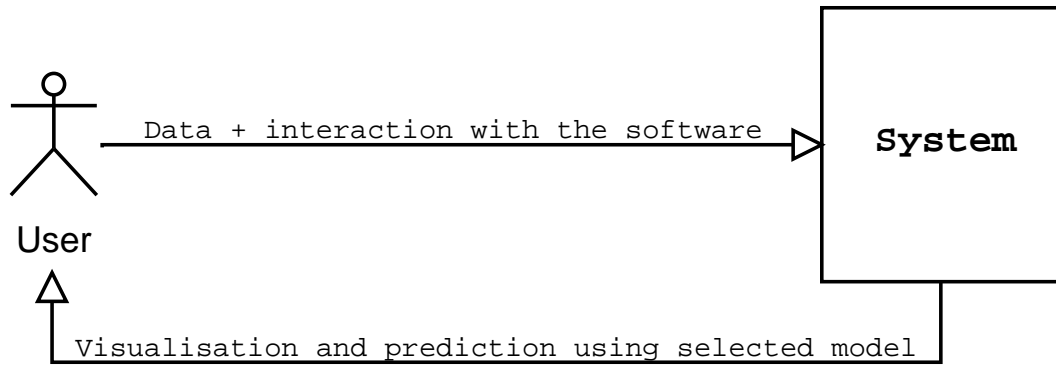 Data + interaction with the software
System
User
Visualisation and prediction using selected model